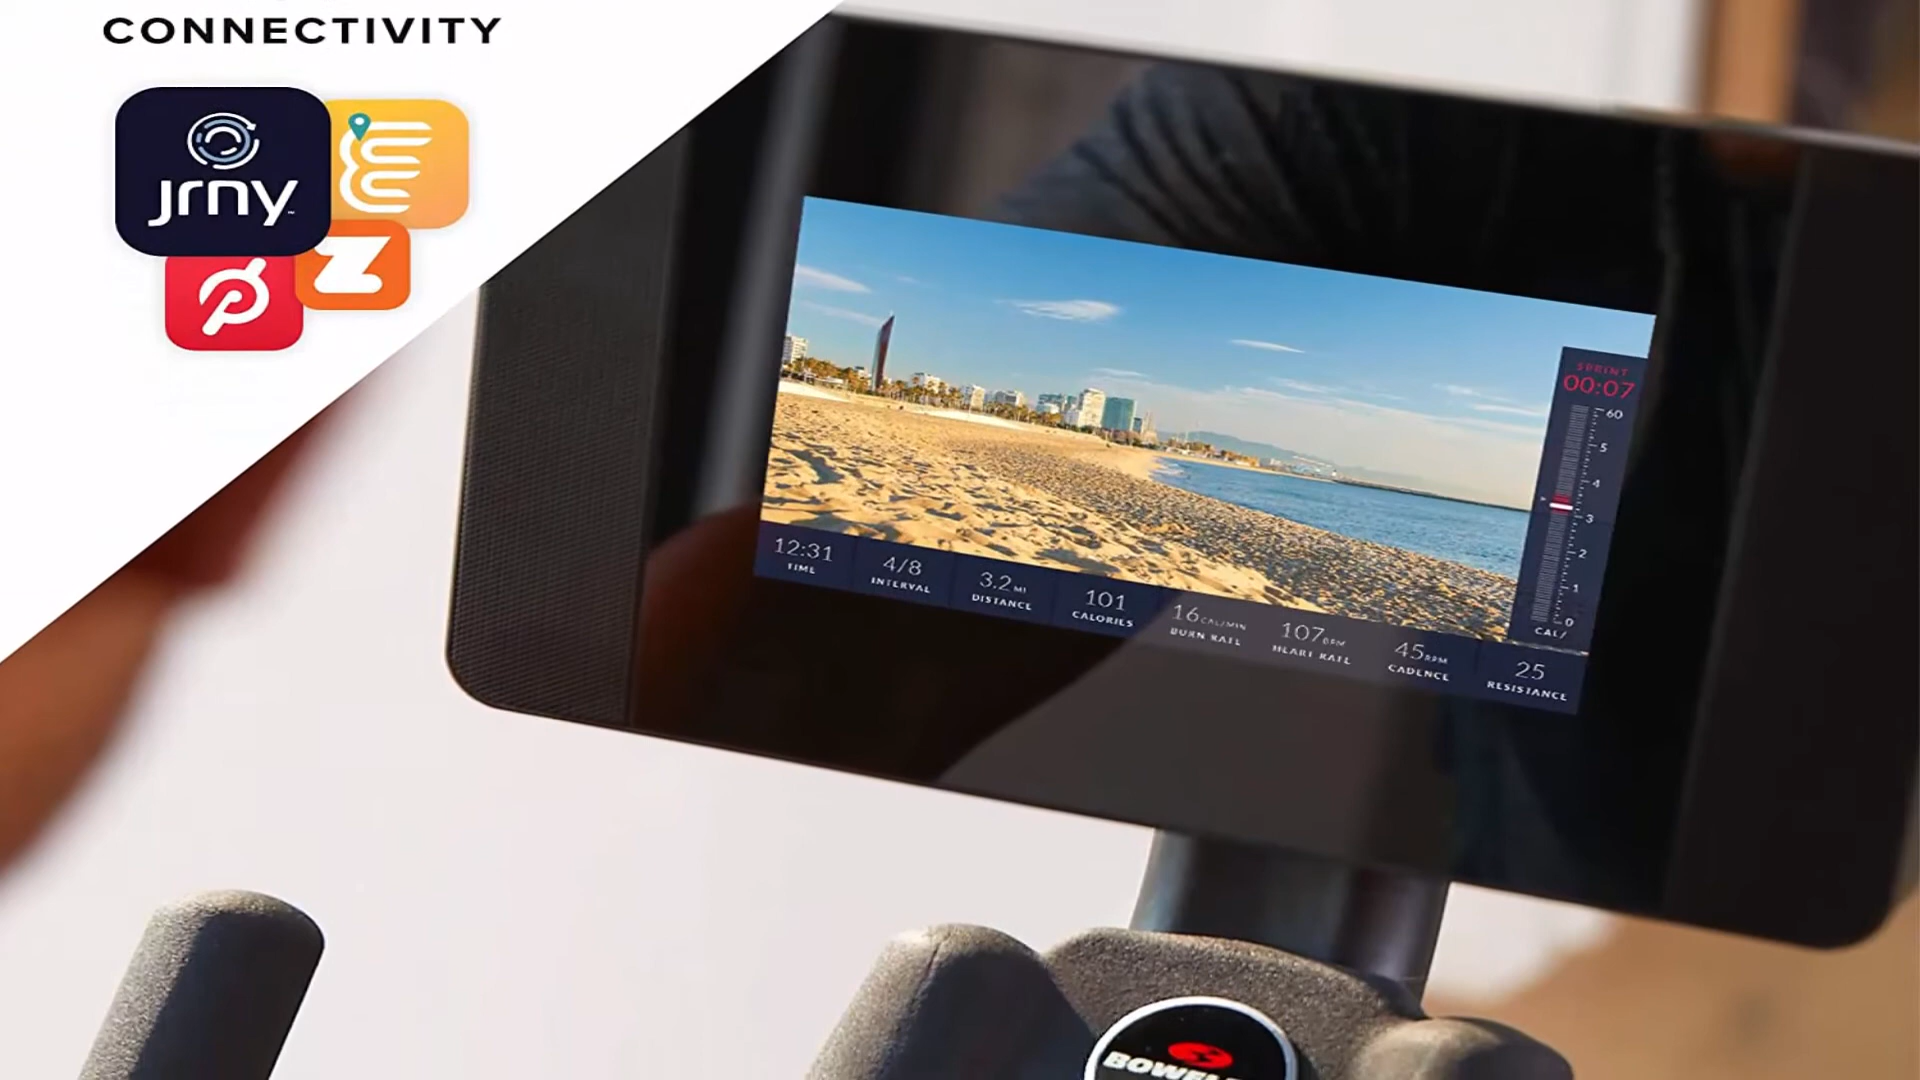 CONNECTIVITY
jrny™
SPRINT
00:07
60
5
4
3
2
1
0
CAL/
12:31
TIME
4/8
INTERVAL
3.2 MI
DISTANCE
101
CALORIES
16 CAL/MIN
BURN RATE
107 BPM
HEART RATE
45 RPM
CADENCE
25
RESISTANCE